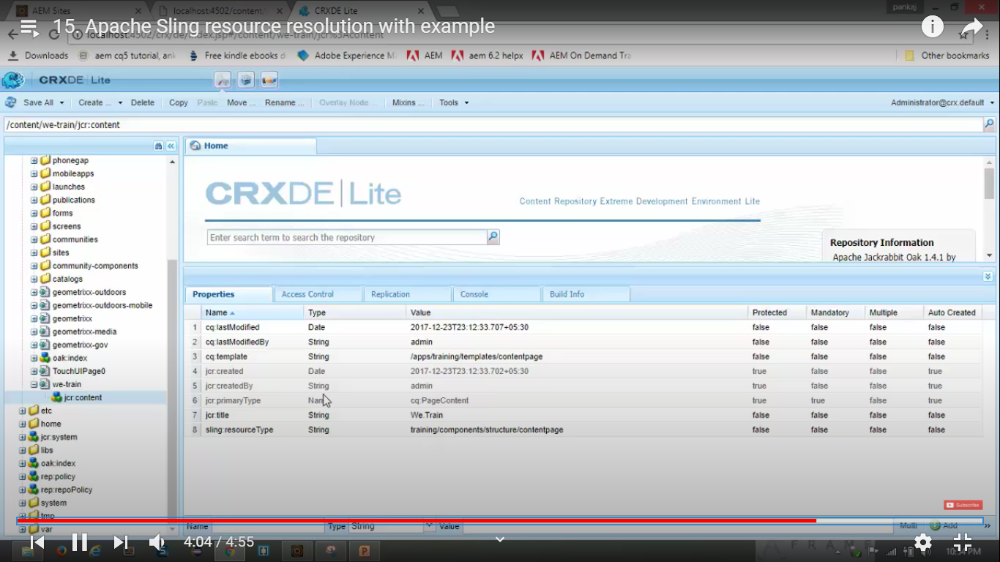 AEM Sites
localhost:4502/content/
CRXDE Lite
pankaj
15. Apache Sling resource resolution with example
localhost:4502/crx/de/index.jsp#/content/we-train/jcr%3Acontent
Downloads
aem cq5 tutorial, ank
Free kindle ebooks d
Adobe Experience M
AEM
aem 6.2 helpx
AEM On Demand Tra
Other bookmarks
CRXDE Lite
Save All
Create ...
Delete
Copy
Paste
Move ...
Rename ...
Overlay Node ...
Mixins ...
Tools
Administrator@crx.default
/content/we-train/jcr:content
phonegap
mobileapps
launches
publications
forms
screens
communities
sites
community-components
catalogs
geometrixx-outdoors
geometrixx-outdoors-mobile
geometrixx
geometrixx-media
geometrixx-gov
oak:index
TouchUIPage0
we-train
jcr:content
etc
home
jcr:system
libs
oak:index
rep:policy
rep:repoPolicy
system
tmp
var
Home
CRXDE Lite
Content Repository Extreme Development Environment Lite
Enter search term to search the repository
Repository Information
Apache Jackrabbit Oak 1.4.1 by
Properties
Access Control
Replication
Console
Build Info
Name Type Value Protected Mandatory Multiple Auto Created
1 cq:lastModified Date 2017-12-23T23:12:33.707+05:30 false false false false
2 cq:lastModifiedBy String admin false false false false
3 cq:template String /apps/training/templates/contentpage false false false false
4 jcr:created Date 2017-12-23T23:12:33.702+05:30 true false false true
5 jcr:createdBy String admin true false false true
6 jcr:primaryType Name cq:PageContent true true false true
7 jcr:title String We.Train false false false false
8 sling:resourceType String training/components/structure/contentpage false false false false
Subscribe
Name
Type String
Value
Multi
Add
4:04 / 4:55
FRAME
10:54 PM